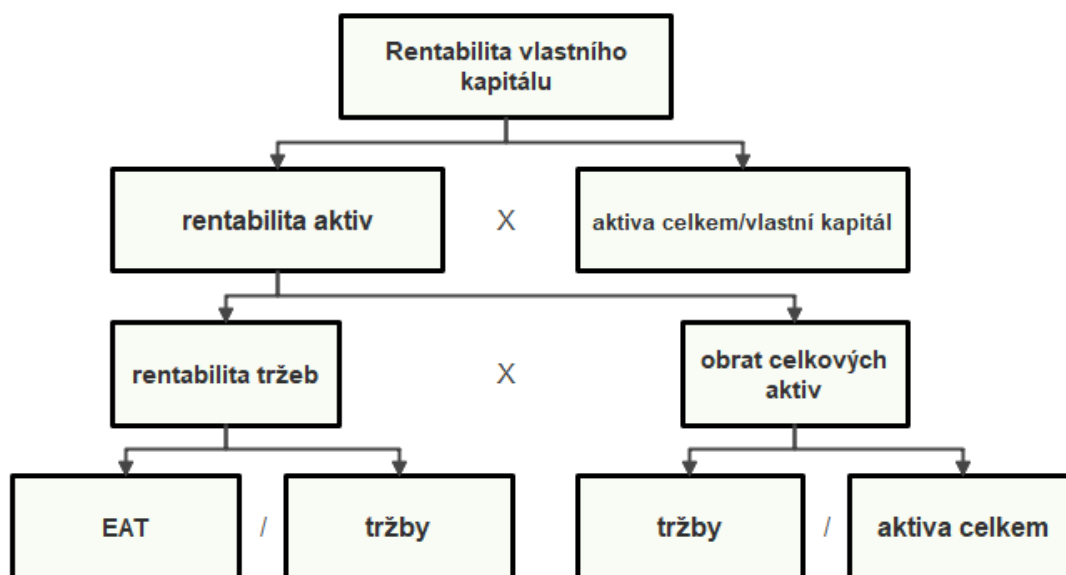 Rentabilita vlastního
kapitálu
rentabilita aktiv
X
aktiva celkem/vlastní kapitál
rentabilita tržeb
X
obrat celkových
aktiv
EAT
/
tržby
tržby
/
aktiva celkem